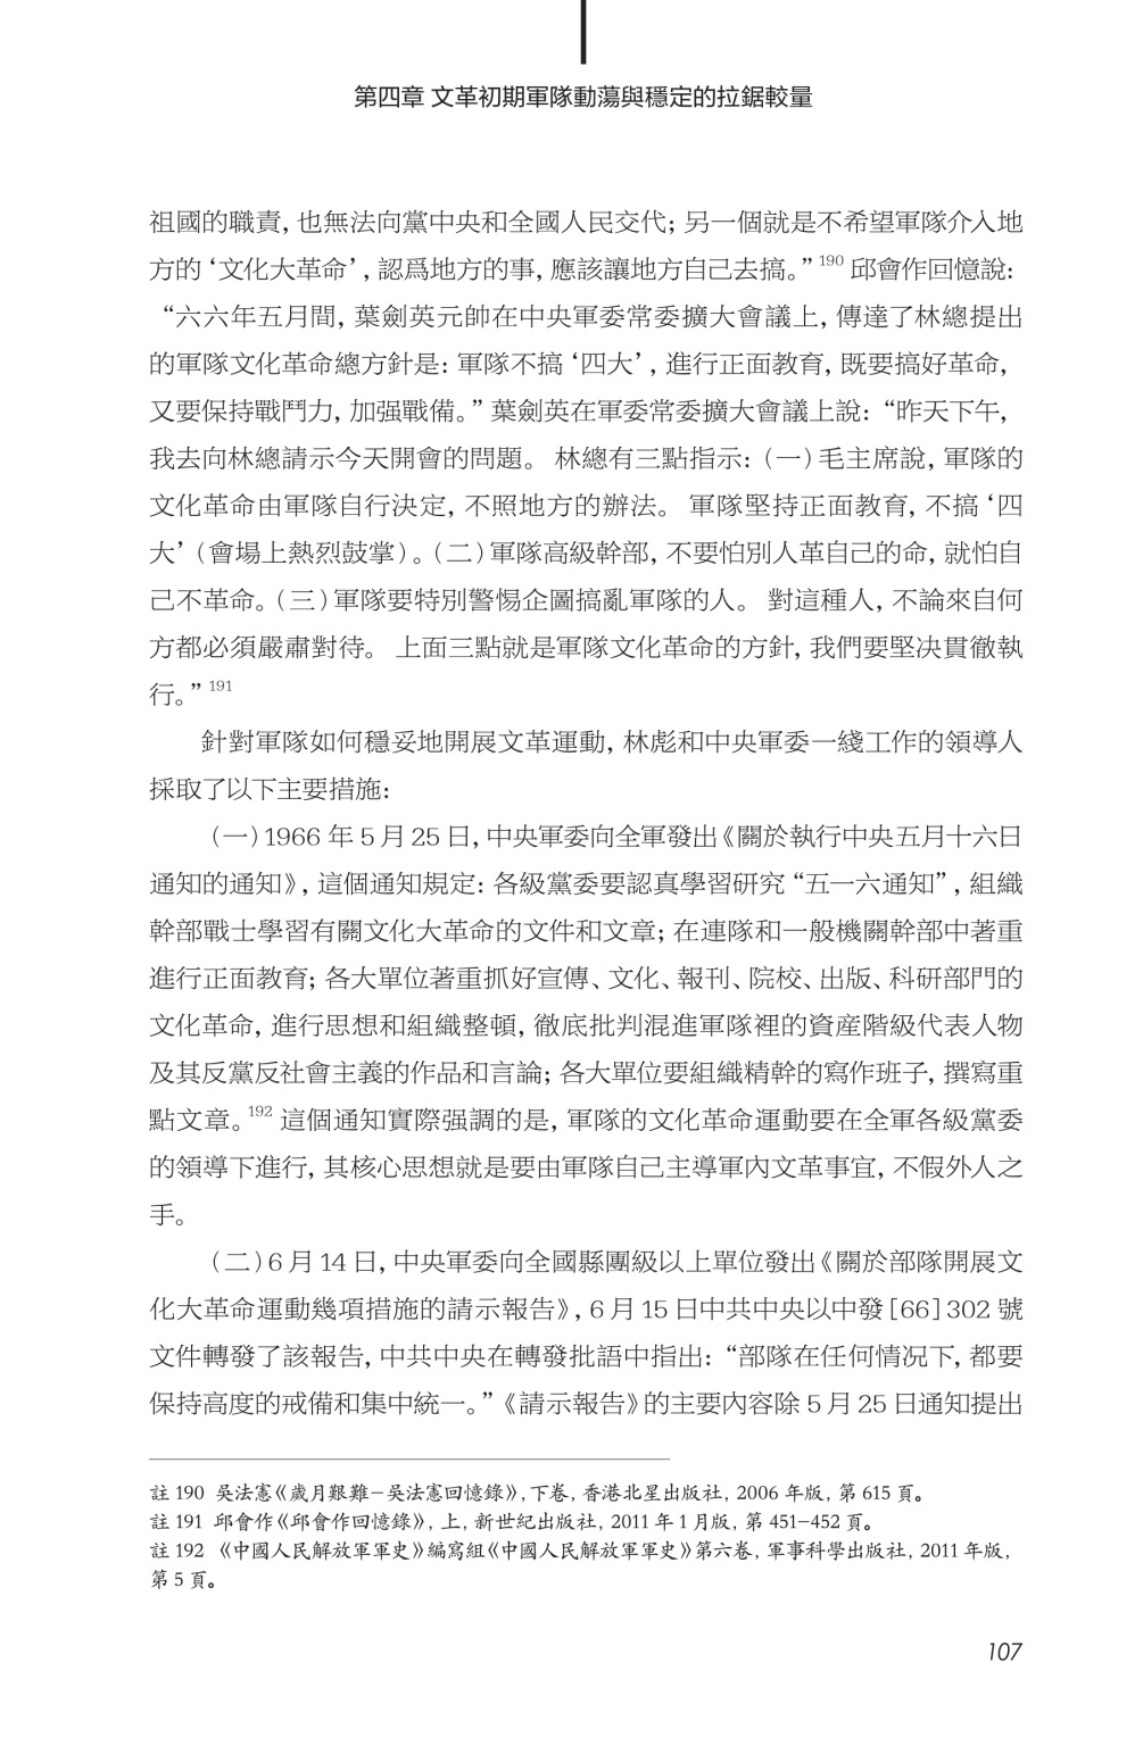 第四章 文革初期軍隊動蕩與穩定的拉鋸較量
祖國的職責, 也無法向黨中央和全國人民交代; 另一個就是不希望軍隊介入地
方的‘文化大革命’, 認爲地方的事, 應該讓地方自己去搞。”190 邱會作回憶說:
“六六年五月間, 葉劍英元帥在中央軍委常委擴大會議上, 傳達了林總提出
的軍隊文化革命總方針是: 軍隊不搞‘四大’, 進行正面教育, 既要搞好革命,
又要保持戰鬥力, 加强戰備。”葉劍英在軍委常委擴大會議上說: “昨天下午,
我去向林總請示今天開會的問題。 林總有三點指示: (一) 毛主席說, 軍隊的
文化革命由軍隊自行決定, 不照地方的辦法。 軍隊堅持正面教育, 不搞‘四
大’(會場上熱烈鼓掌)。(二) 軍隊高級幹部, 不要怕別人革自己的命, 就怕自
己不革命。(三) 軍隊要特別警惕企圖搞亂軍隊的人。 對這種人, 不論來自何
方都必須嚴肅對待。 上面三點就是軍隊文化革命的方針, 我們要堅決貫徹執
行。”191
針對軍隊如何穩妥地開展文革運動, 林彪和中央軍委一綫工作的領導人
採取了以下主要措施:
(一) 1966 年 5 月 25 日, 中央軍委向全軍發出《關於執行中央五月十六日
通知的通知》, 這個通知規定: 各級黨委要認真學習研究“五一六通知”, 組織
幹部戰士學習有關文化大革命的文件和文章; 在連隊和一般機關幹部中著重
進行正面教育; 各大單位著重抓好宣傳、文化、報刊、院校、出版、科研部門的
文化革命, 進行思想和組織整頓, 徹底批判混進軍隊裡的資産階級代表人物
及其反黨反社會主義的作品和言論; 各大單位要組織精幹的寫作班子, 撰寫重
點文章。192 這個通知實際强調的是, 軍隊的文化革命運動要在全軍各級黨委
的領導下進行, 其核心思想就是要由軍隊自己主導軍內文革事宜, 不假外人之
手。
(二) 6 月 14 日, 中央軍委向全國縣團級以上單位發出《關於部隊開展文
化大革命運動幾項措施的請示報告》, 6 月 15 日中共中央以中發 [66] 302 號
文件轉發了該報告, 中共中央在轉發批語中指出: “部隊在任何情况下, 都要
保持高度的戒備和集中統一。”《請示報告》的主要內容除 5 月 25 日通知提出
註 190 吳法憲《歲月艱難－吳法憲回憶錄》, 下卷, 香港北星出版社, 2006 年版, 第 615 頁。
註 191 邱會作《邱會作回憶錄》, 上, 新世紀出版社, 2011 年 1 月版, 第 451–452 頁。
註 192 《中國人民解放軍軍史》編寫組《中國人民解放軍軍史》第六卷, 軍事科學出版社, 2011 年版,
第 5 頁。
107